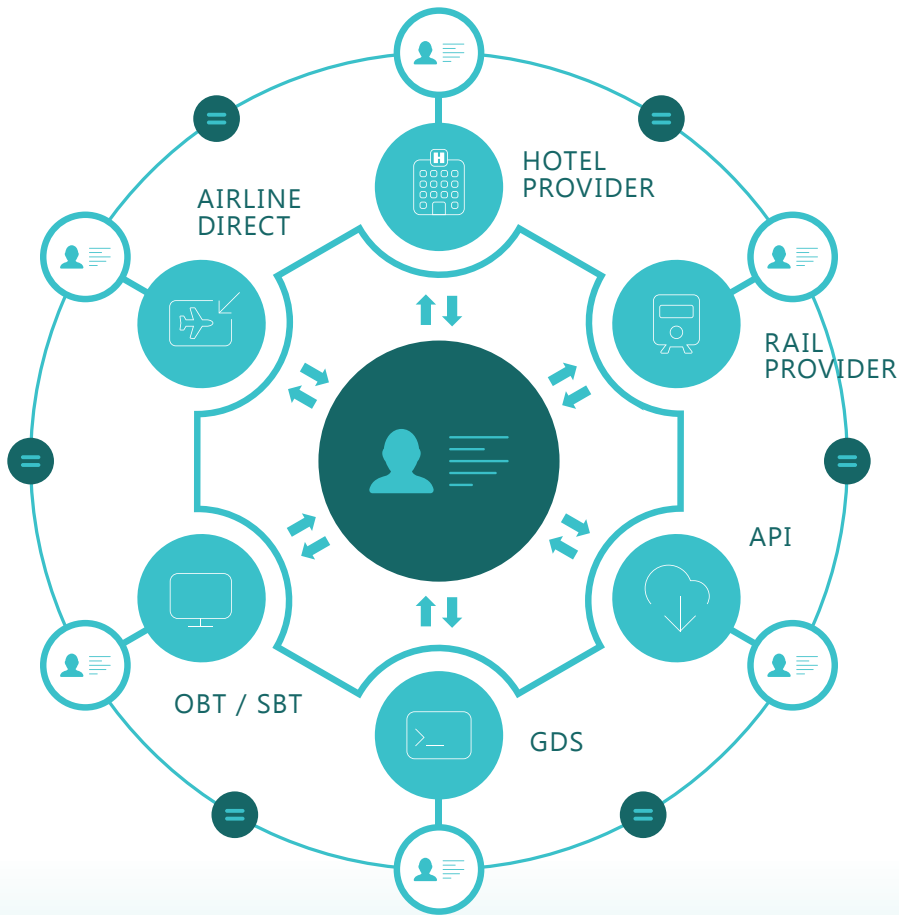 HOTEL
PROVIDER
AIRLINE
DIRECT
H
RAIL
PROVIDER
API
OBT / SBT
GDS
>_